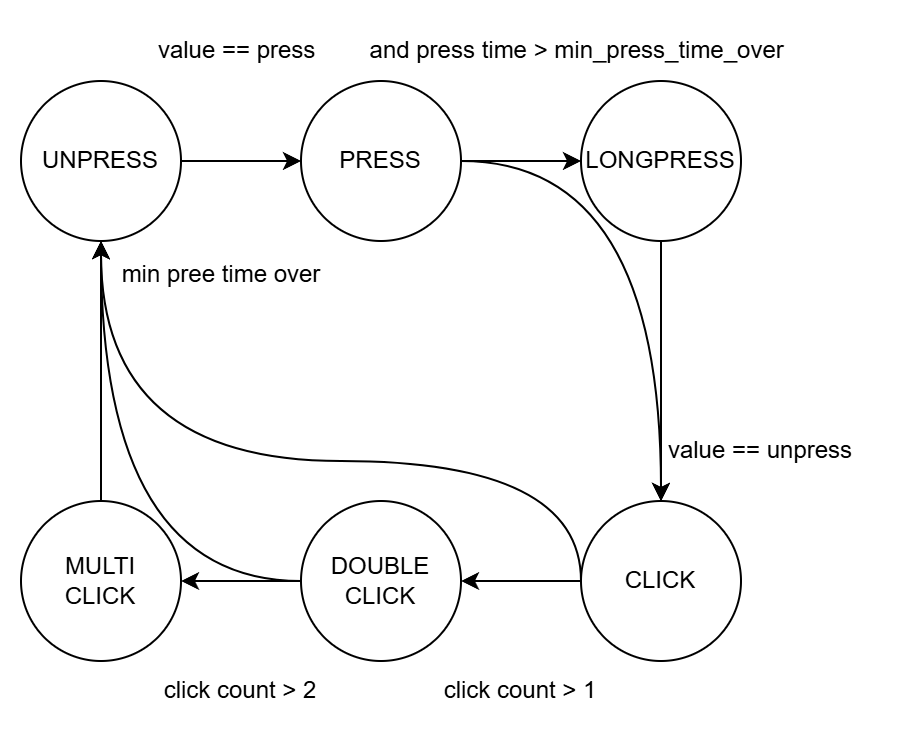 value == press
and press time > min_press_time_over
UNPRESS
PRESS
LONGPRESS
min pree time over
value == unpress
MULTI
CLICK
DOUBLE
CLICK
CLICK
click count > 2
click count > 1